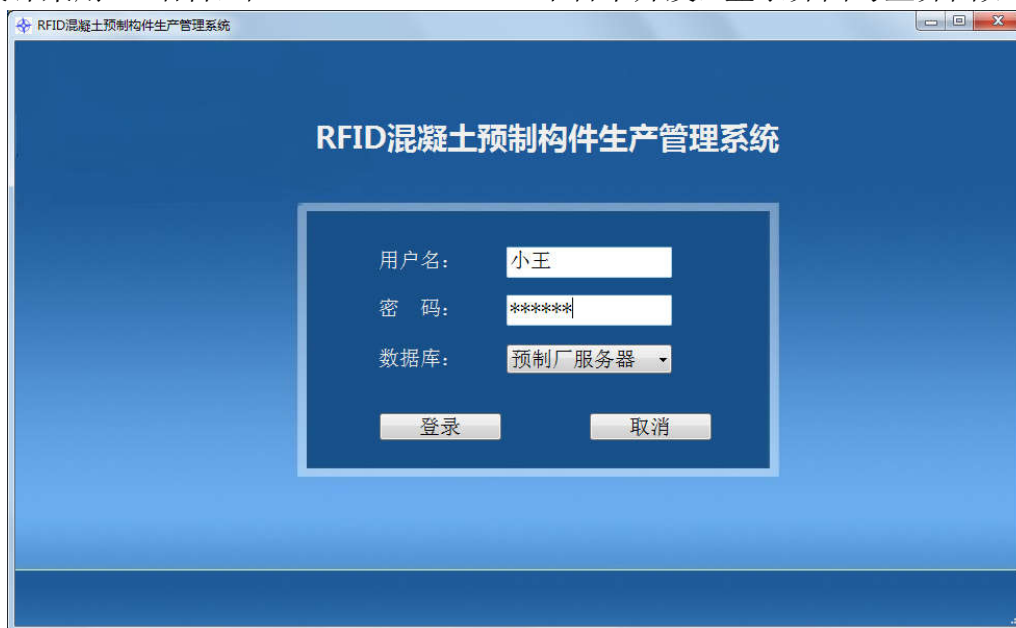 RFID混凝土预制构件生产管理系统
RFID混凝土预制构件生产管理系统
用户名： 小王
密 码： ******
数据库： 预制厂服务器
登录 取消